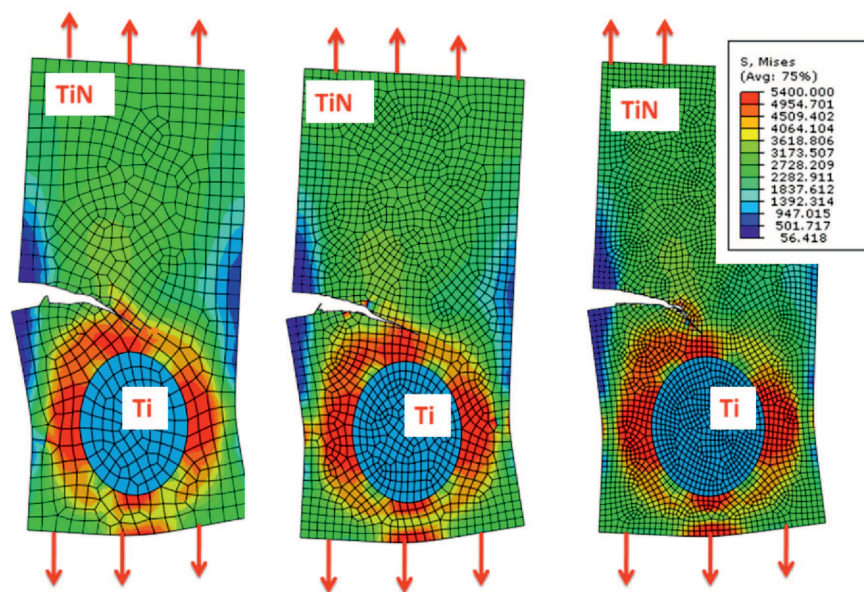 TiN
TiN
TiN
S, Mises
(Avg: 75%)
5400.000
4954.701
4509.402
4064.104
3618.806
3173.507
2728.209
2282.911
1837.612
1392.314
947.015
501.717
56.418
Ti
Ti
Ti